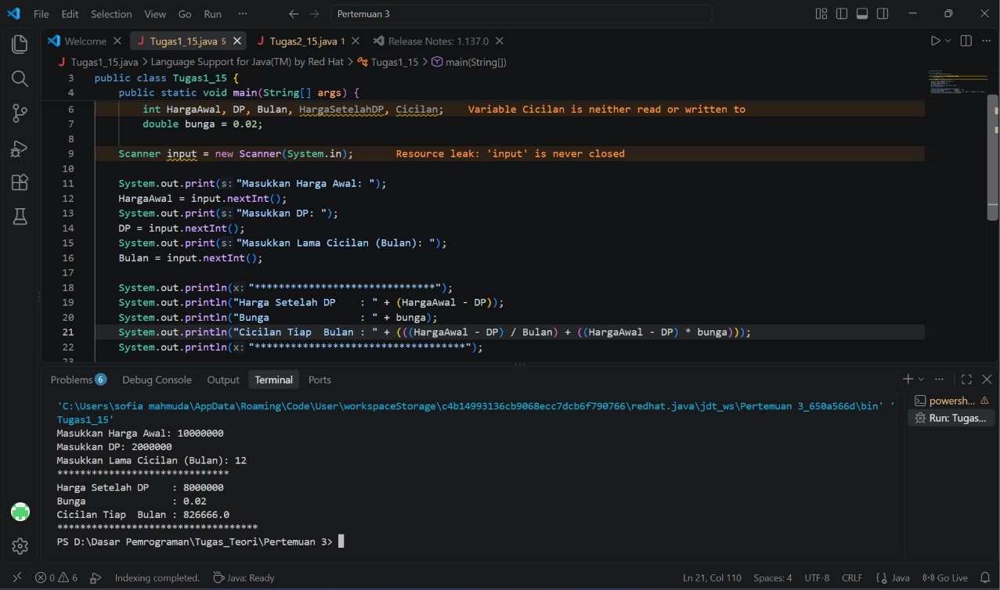 File Edit Selection View Go Run ··· Pertemuan 3
Welcome Tugas1_15.java 5 Tugas2_15.java 1 Release Notes: 1.137.0
Tugas1_15.java > Language Support for Java(TM) by Red Hat > Tugas1_15 > main(String[])
3 public class Tugas1_15 {
4 public static void main(String[] args) {
6 int HargaAwal, DP, Bulan, HargaSetelahDP, Cicilan; Variable Cicilan is neither read or written to
7 double bunga = 0.02;
8
9 Scanner input = new Scanner(System.in); Resource leak: 'input' is never closed
10
11 System.out.print(s: "Masukkan Harga Awal: ");
12 HargaAwal = input.nextInt();
13 System.out.print(s: "Masukkan DP: ");
14 DP = input.nextInt();
15 System.out.print(s: "Masukkan Lama Cicilan (Bulan): ");
16 Bulan = input.nextInt();
17
18 System.out.println(x: "******************************");
19 System.out.println("Harga Setelah DP    : " + (HargaAwal - DP));
20 System.out.println("Bunga               : " + bunga);
21 System.out.println("Cicilan Tiap  Bulan : " + (((HargaAwal - DP) / Bulan) + ((HargaAwal - DP) * bunga)));
22 System.out.println(x: "***********************************");
23
Problems 6 Debug Console Output Terminal Ports
'C:\Users\sofia mahmuda\AppData\Roaming\Code\User\workspaceStorage\c4b14993136cb9068ecc7dcb6f790766\redhat.java\jdt_ws\Pertemuan 3_650a566d\bin' '
Tugas1_15'
Masukkan Harga Awal: 10000000
Masukkan DP: 2000000
Masukkan Lama Cicilan (Bulan): 12
******************************
Harga Setelah DP    : 8000000
Bunga               : 0.02
Cicilan Tiap  Bulan : 826666.0
***********************************
PS D:\Dasar Pemrograman\Tugas_Teori\Pertemuan 3>
powersh...
Run: Tugas...
0 6 Indexing completed. Java: Ready Ln 21, Col 110 Spaces: 4 UTF-8 CRLF {} Java Go Live